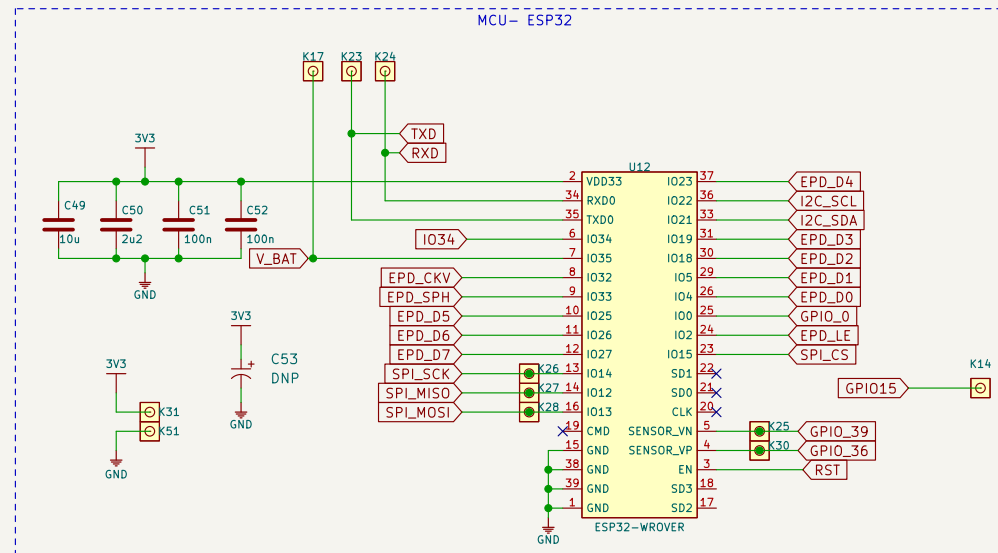 MCU- ESP32
K17 K23 K24
TXD
RXD
3V3
C49 10u
C50 2u2
C51 100n
C52 100n
GND
V_BAT
IO34
U12
2 VDD33 IO23 37 EPD_D4
34 RXD0 IO22 36 I2C_SCL
35 TXD0 IO21 33 I2C_SDA
6 IO34 IO19 31 EPD_D3
7 IO35 IO18 30 EPD_D2
EPD_CKV 8 IO32 IO5 29 EPD_D1
EPD_SPH 9 IO33 IO4 26 EPD_D0
EPD_D5 10 IO25 IO0 25 GPIO_0
EPD_D6 11 IO26 IO2 24 EPD_LE
EPD_D7 12 IO27 IO15 23 SPI_CS
SPI_SCK K26 13 IO14 SD1 22
SPI_MISO K27 14 IO12 SD0 21
SPI_MOSI K28 16 IO13 CLK 20
19 CMD SENSOR_VN 5 K25 GPIO_39
15 GND SENSOR_VP 4 K30 GPIO_36
38 GND EN 3 RST
39 GND SD3 18
1 GND SD2 17
ESP32-WROVER
GND
3V3
C53
DNP
GND
3V3
K31
K51
GND
K14
GPIO15